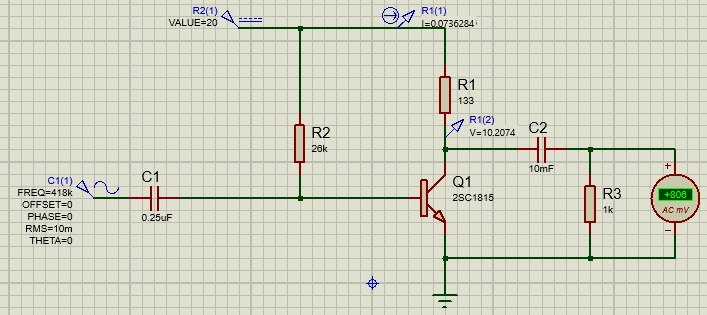 R2(1)
VALUE=20
R1(1)
I=0.0736284
R1
133
R1(2)
V=10.2074
R2
26k
C2
10mF
C1(1)
FREQ=418k
OFFSET=0
PHASE=0
RMS=10m
THETA=0
C1
0.25uF
Q1
2SC1815
R3
1k
+
+806
AC mV
−